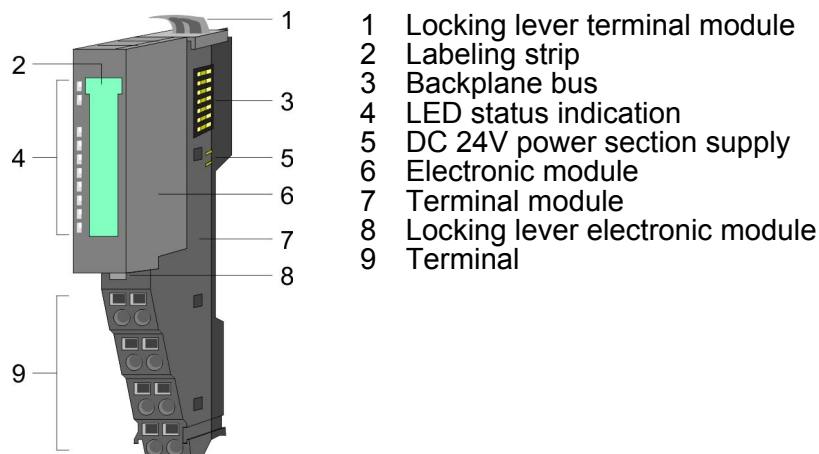 1
2
3
4
5
6
7
8
9
1 Locking lever terminal module
2 Labeling strip
3 Backplane bus
4 LED status indication
5 DC 24V power section supply
6 Electronic module
7 Terminal module
8 Locking lever electronic module
9 Terminal